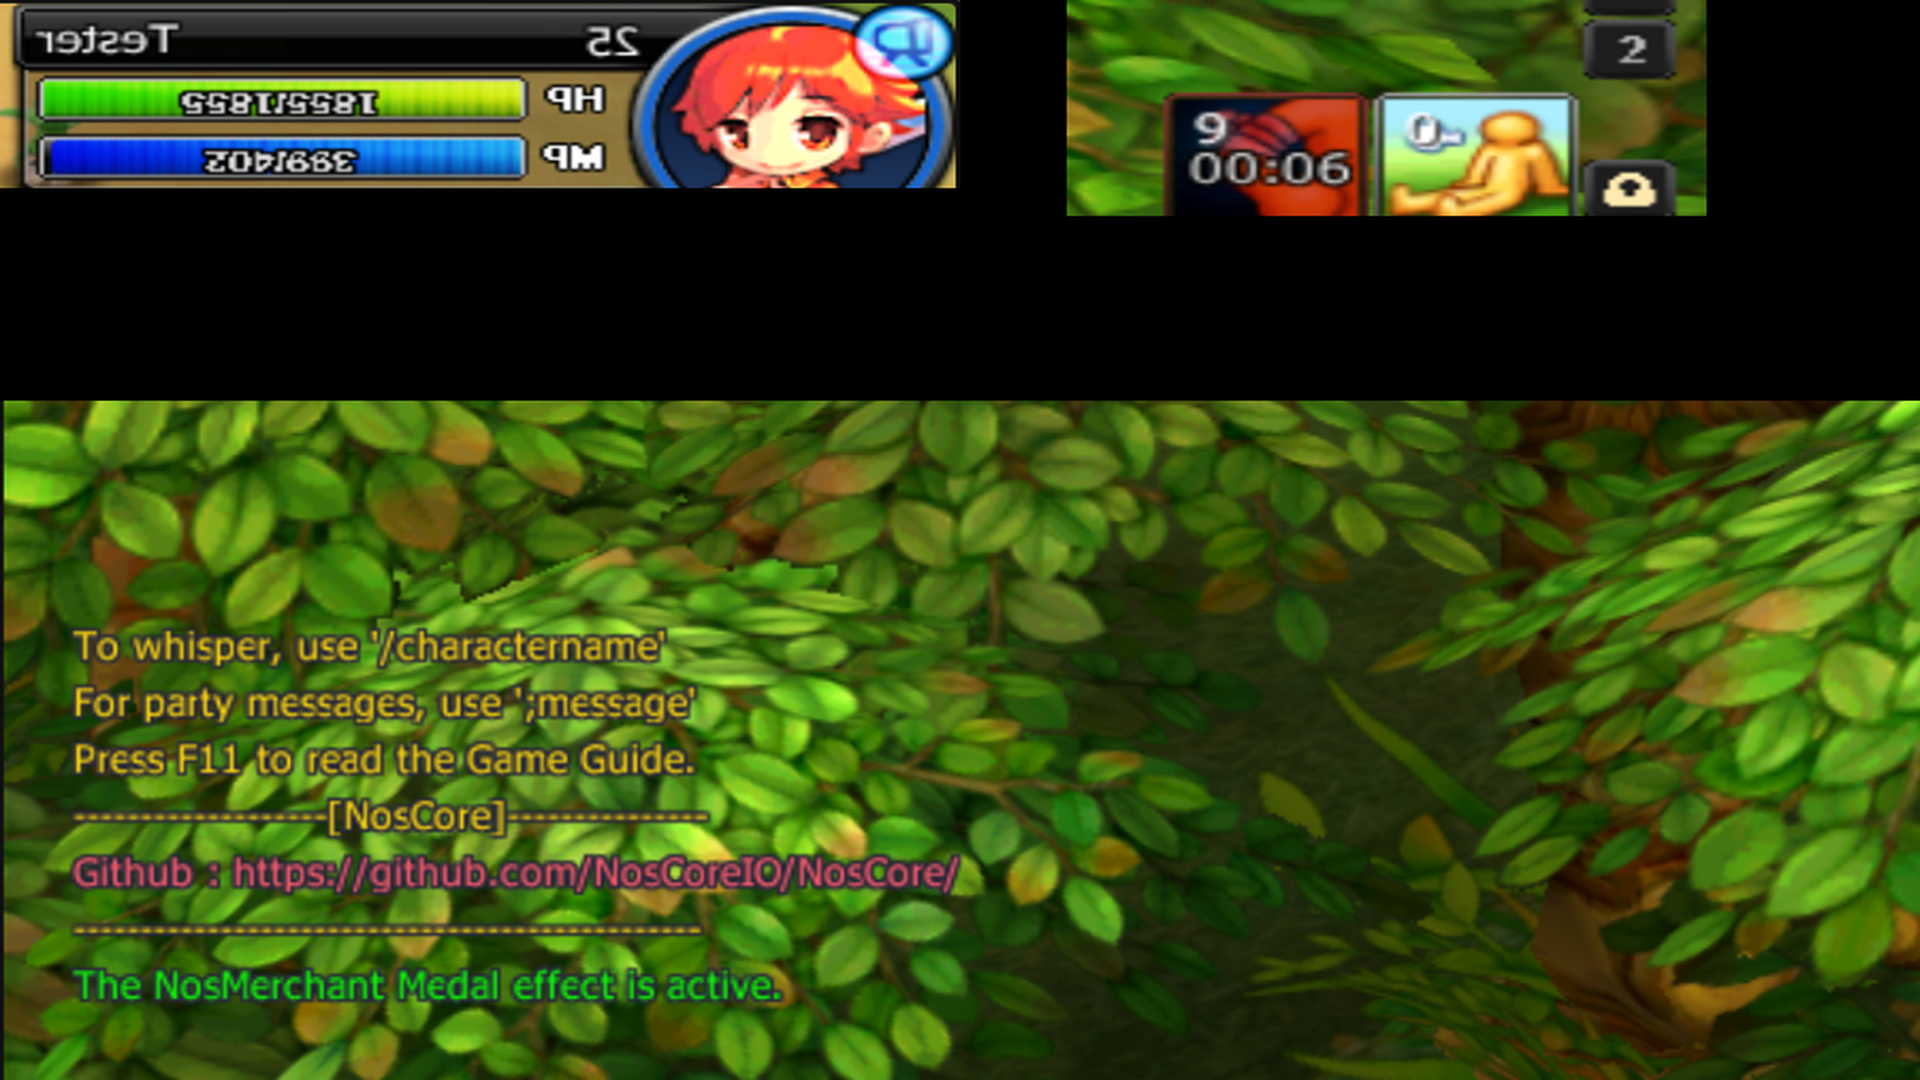 Tester 25
1855/1855 HP
399/402 MP
2
9
00:06
To whisper, use '/charactername'
For party messages, use ';message'
Press F11 to read the Game Guide.
-------------------[NosCore]---------------
Github : https://github.com/NosCoreIO/NosCore/
-----------------------------------------------
The NosMerchant Medal effect is active.